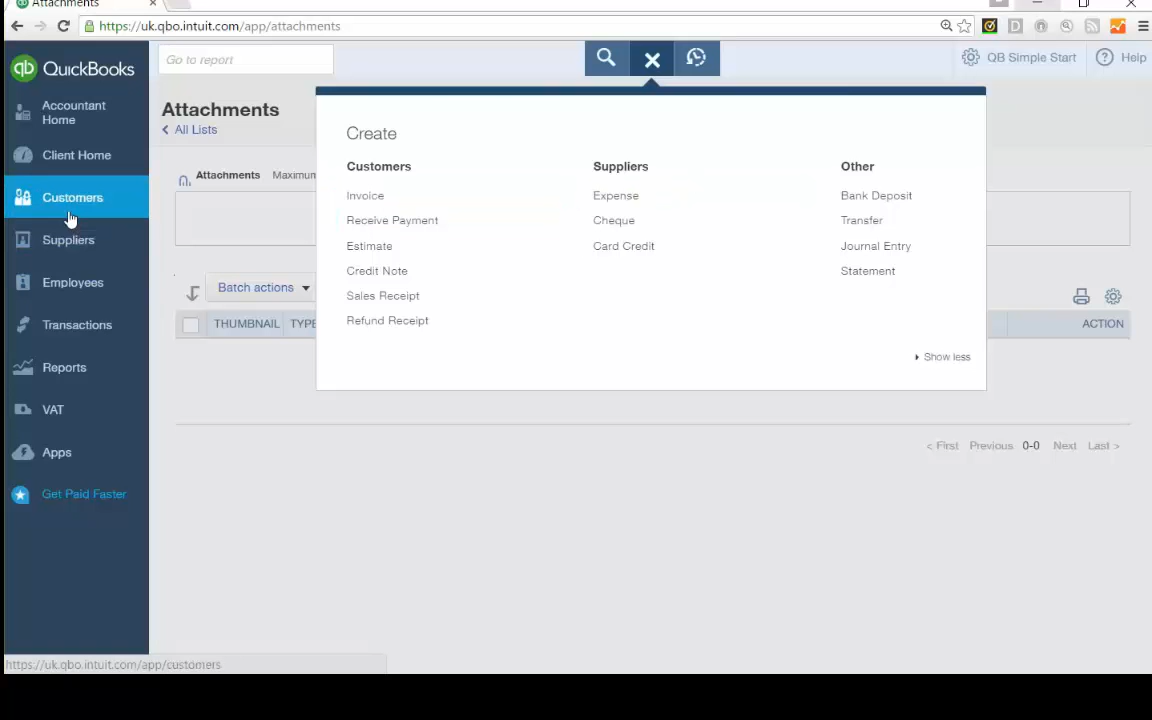 Attachments
https://uk.qbo.intuit.com/app/attachments
qb QuickBooks
Go to report
QB Simple Start
Help
Accountant Home
Client Home
Customers
Suppliers
Employees
Transactions
Reports
VAT
Apps
Get Paid Faster
Attachments
All Lists
Attachments Maximum
Batch actions
THUMBNAIL TYPE ACTION
Create
Customers
Invoice
Receive Payment
Estimate
Credit Note
Sales Receipt
Refund Receipt
Suppliers
Expense
Cheque
Card Credit
Other
Bank Deposit
Transfer
Journal Entry
Statement
Show less
< First Previous 0-0 Next Last >
https://uk.qbo.intuit.com/app/customers